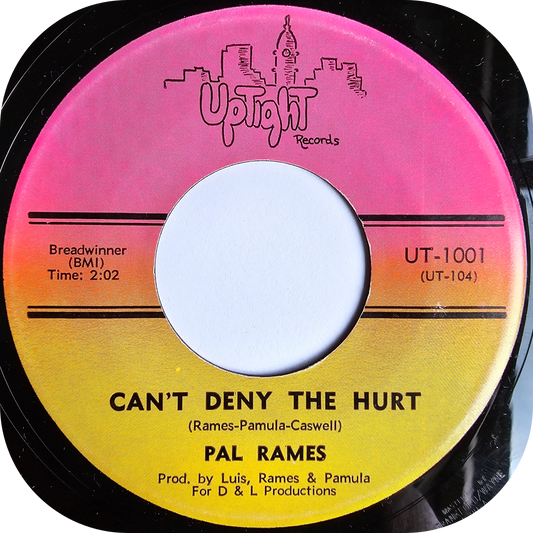 UpTighT
Records
Breadwinner
(BMI)
Time: 2:02
UT-1001
(UT-104)
CAN'T DENY THE HURT
(Rames-Pamula-Caswell)
PAL RAMES
Prod. by Luis, Rames & Pamula
For D & L Productions